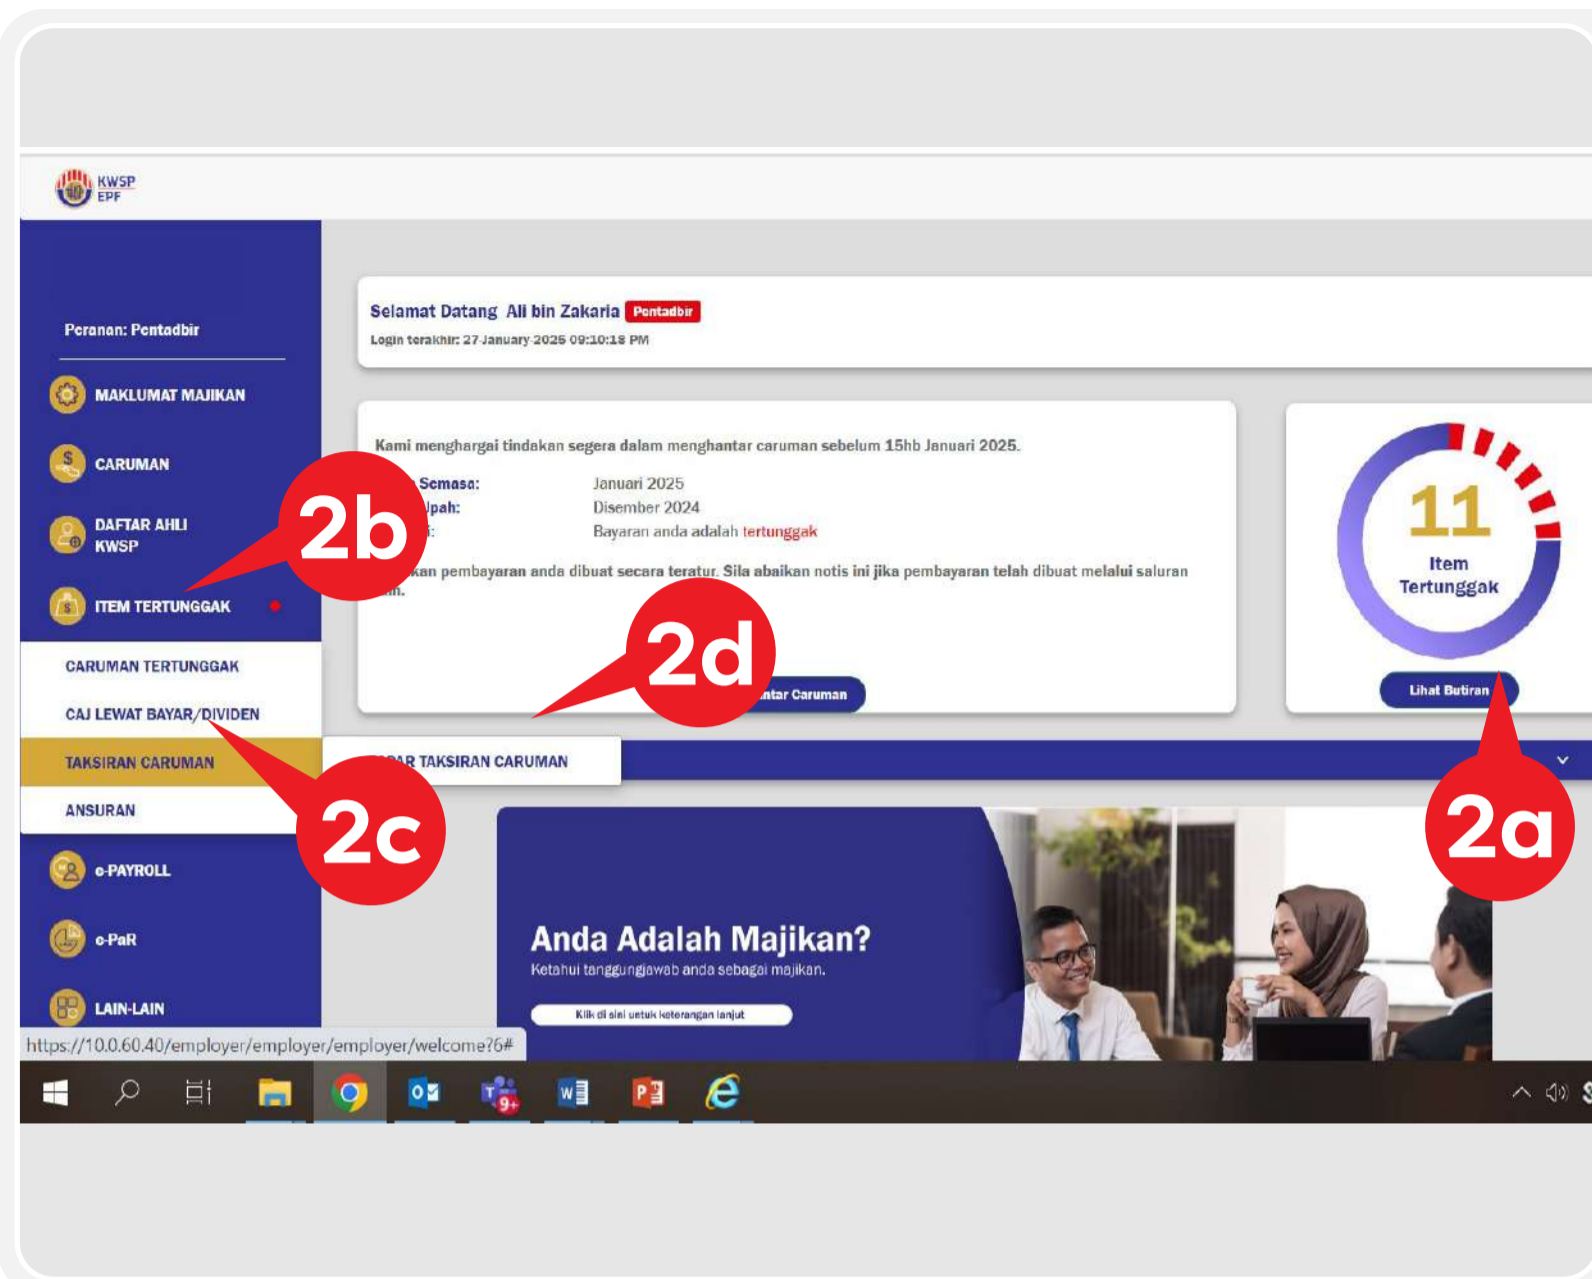 KWSP
EPF
Peranan: Pentadbir
MAKLUMAT MAJIKAN
CARUMAN
DAFTAR AHLI
KWSP
ITEM TERTUNGGAK
CARUMAN TERTUNGGAK
CAJ LEWAT BAYAR/DIVIDEN
TAKSIRAN CARUMAN
ANSURAN
e-PAYROLL
e-PaR
LAIN-LAIN
Selamat Datang Ali bin Zakaria Pentadbir
Login terakhir: 27-January-2025 09:10:18 PM
Kami menghargai tindakan segera dalam menghantar caruman sebelum 15hb Januari 2025.
Semasa: Januari 2025
Disember 2024
Bayaran anda adalah tertunggak
pembayaran anda dibuat secara teratur. Sila abaikan notis ini jika pembayaran telah dibuat melalui saluran
Caruman
11
Item
Tertunggak
Lihat Butiran
TAKSIRAN CARUMAN
2a
2b
2c
2d
Anda Adalah Majikan?
Ketahui tanggungjawab anda sebagai majikan.
Klik di sini untuk keterangan lanjut
https://10.0.60.40/employer/employer/employer/welcome?6#
9+